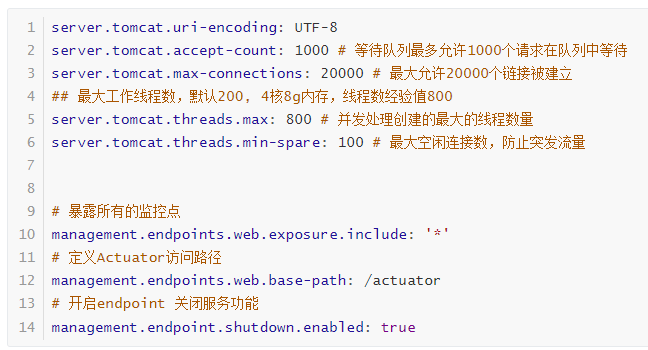 1 server.tomcat.uri-encoding: UTF-8
2 server.tomcat.accept-count: 1000 # 等待队列最多允许1000个请求在队列中等待
3 server.tomcat.max-connections: 20000 # 最大允许20000个链接被建立
4 ## 最大工作线程数，默认200, 4核8g内存，线程数经验值800
5 server.tomcat.threads.max: 800 # 并发处理创建的最大的线程数量
6 server.tomcat.threads.min-spare: 100 # 最大空闲连接数，防止突发流量
7
8
9 # 暴露所有的监控点
10 management.endpoints.web.exposure.include: '*'
11 # 定义Actuator访问路径
12 management.endpoints.web.base-path: /actuator
13 # 开启endpoint 关闭服务功能
14 management.endpoint.shutdown.enabled: true